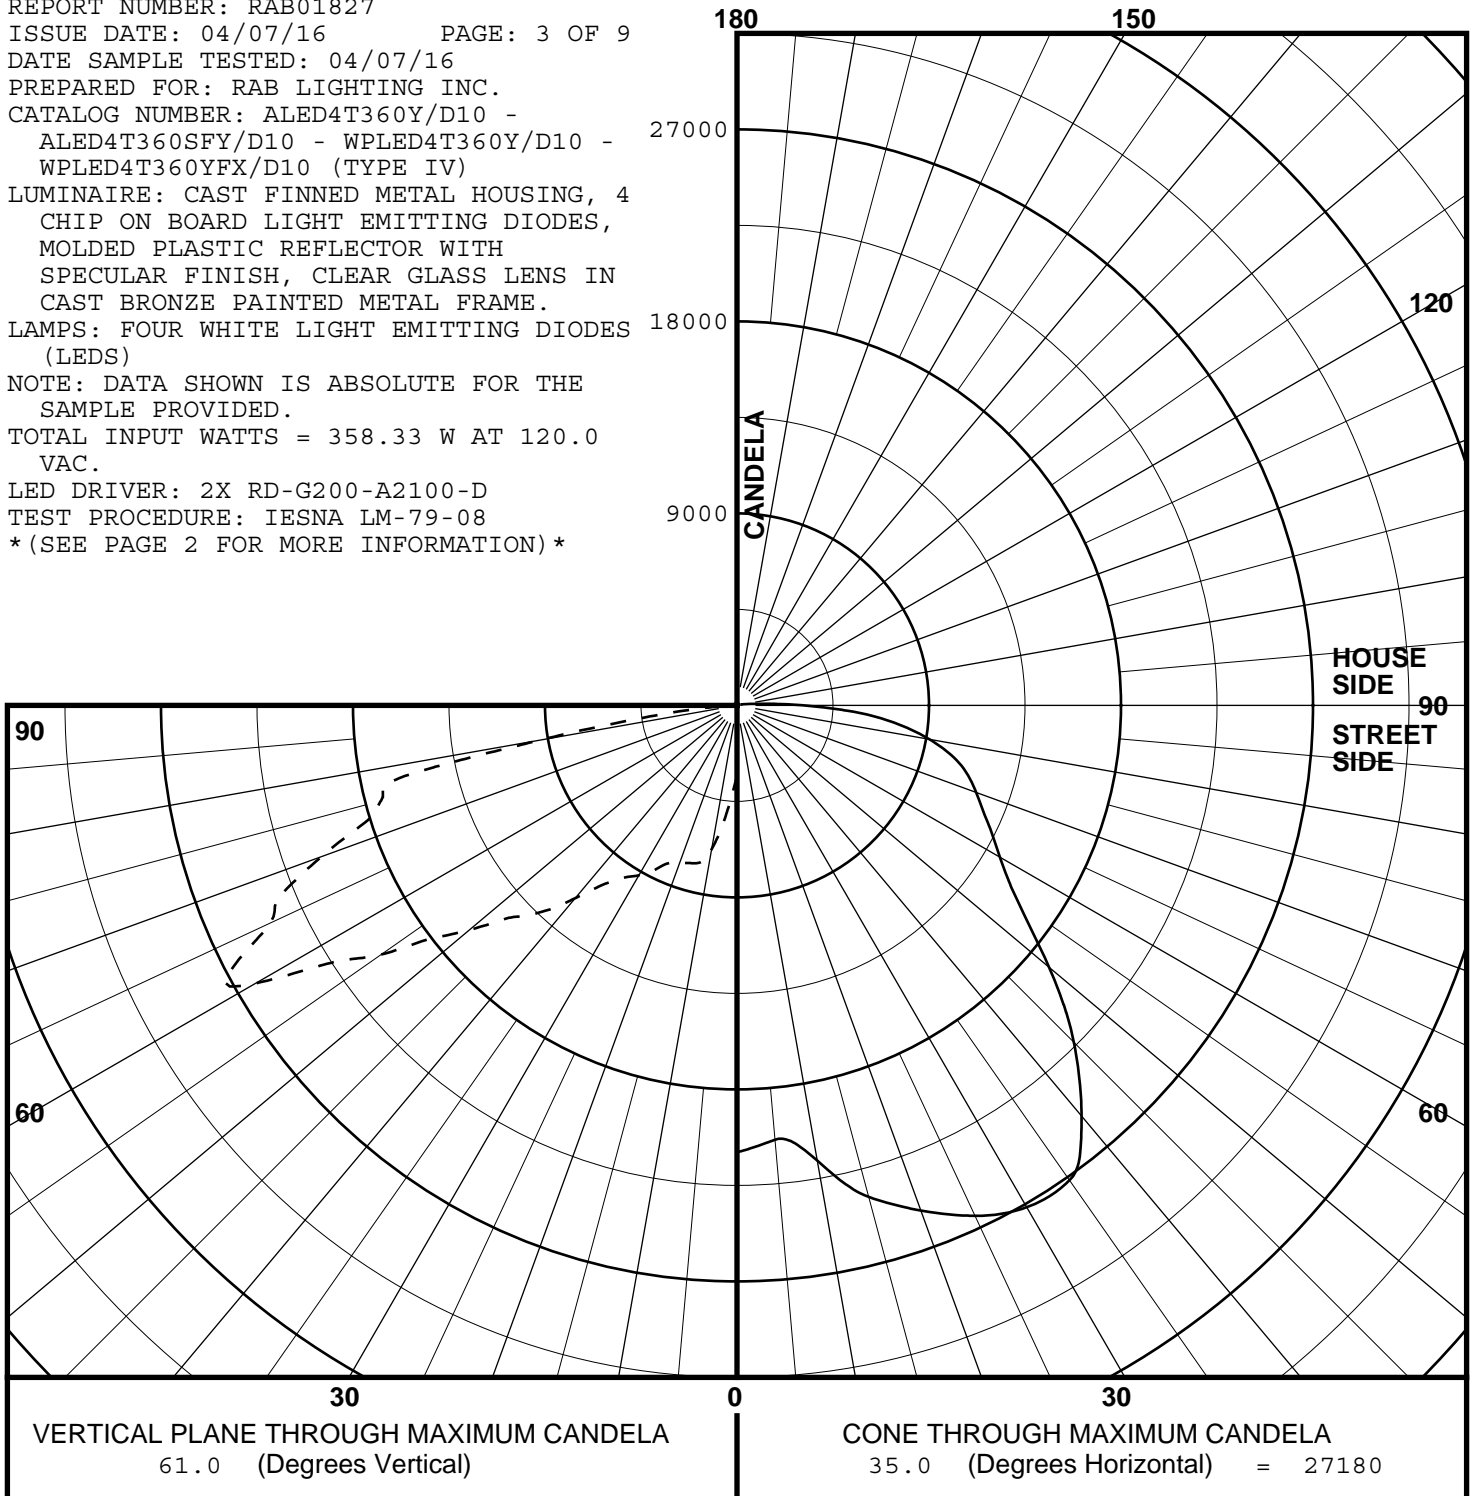 REPORT NUMBER: RAB01827
ISSUE DATE: 04/07/16 PAGE: 3 OF 9
DATE SAMPLE TESTED: 04/07/16
PREPARED FOR: RAB LIGHTING INC.
CATALOG NUMBER: ALED4T360Y/D10 -
ALED4T360SFY/D10 - WPLED4T360Y/D10 -
WPLED4T360YFX/D10 (TYPE IV)
LUMINAIRE: CAST FINNED METAL HOUSING, 4
CHIP ON BOARD LIGHT EMITTING DIODES,
MOLDED PLASTIC REFLECTOR WITH
SPECULAR FINISH, CLEAR GLASS LENS IN
CAST BRONZE PAINTED METAL FRAME.
LAMPS: FOUR WHITE LIGHT EMITTING DIODES
(LEDS)
NOTE: DATA SHOWN IS ABSOLUTE FOR THE
SAMPLE PROVIDED.
TOTAL INPUT WATTS = 358.33 W AT 120.0
VAC.
LED DRIVER: 2X RD-G200-A2100-D
TEST PROCEDURE: IESNA LM-79-08
*(SEE PAGE 2 FOR MORE INFORMATION)*
180
150
27000
120
18000
CANDELA
9000
HOUSE
SIDE
90
90
STREET
SIDE
60
60
30
0
30
VERTICAL PLANE THROUGH MAXIMUM CANDELA
61.0 (Degrees Vertical)
CONE THROUGH MAXIMUM CANDELA
35.0 (Degrees Horizontal) = 27180